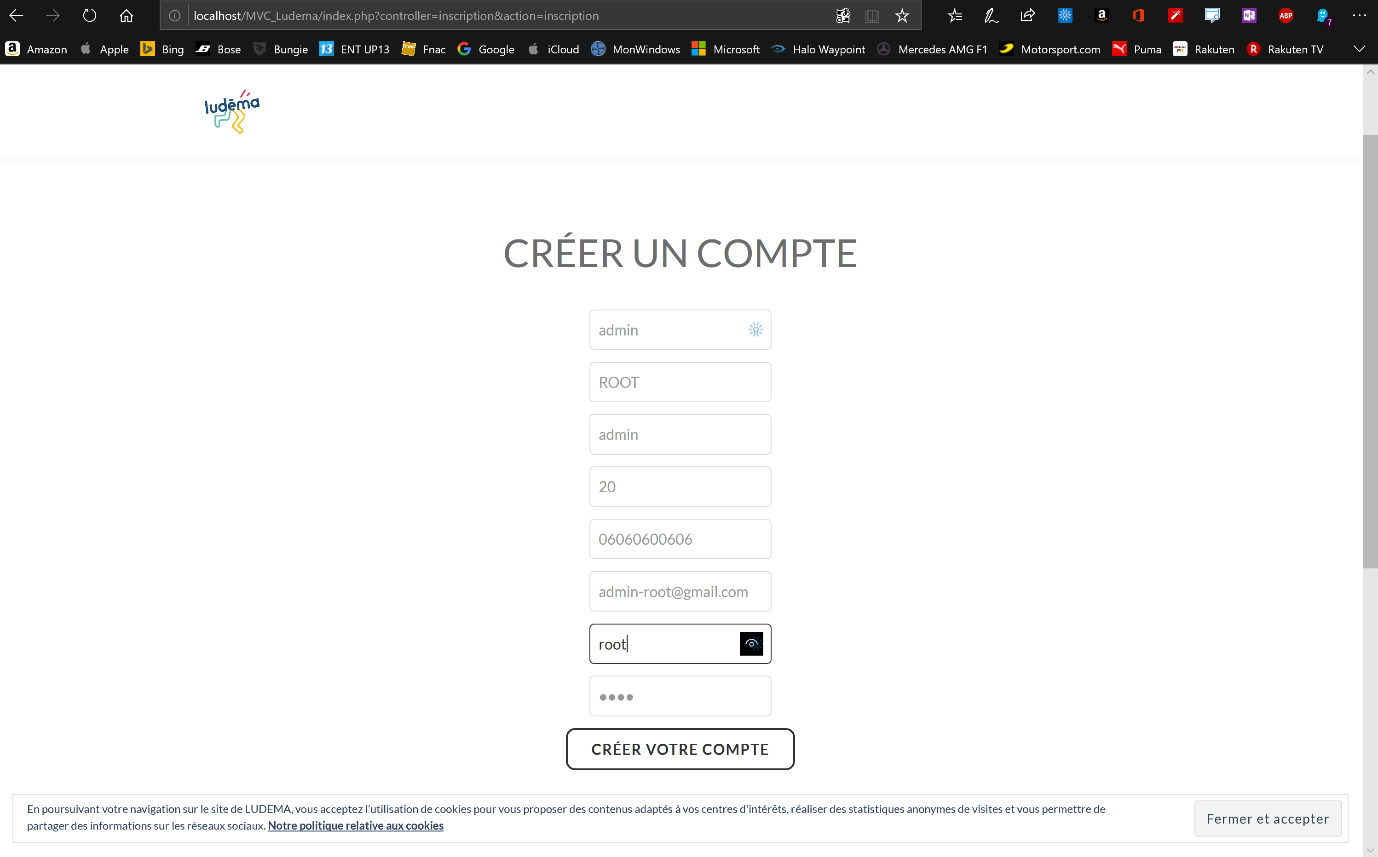 localhost/MVC_Ludema/index.php?controller=inscription&action=inscription
a
ABP
7
a Amazon Apple Bing Bose Bungie 13 ENT UP13 Fnac Google iCloud MonWindows Microsoft Halo Waypoint Mercedes AMG F1 Motorsport.com Puma Rakuten R Rakuten TV
ludēma
CRÉER UN COMPTE
admin
ROOT
admin
20
06060600606
admin-root@gmail.com
root
CRÉER VOTRE COMPTE
En poursuivant votre navigation sur le site de LUDEMA, vous acceptez l'utilisation de cookies pour vous proposer des contenus adaptés à vos centres d'intérêts, réaliser des statistiques anonymes de visites et vous permettre de
partager des informations sur les réseaux sociaux. Notre politique relative aux cookies
Fermer et accepter